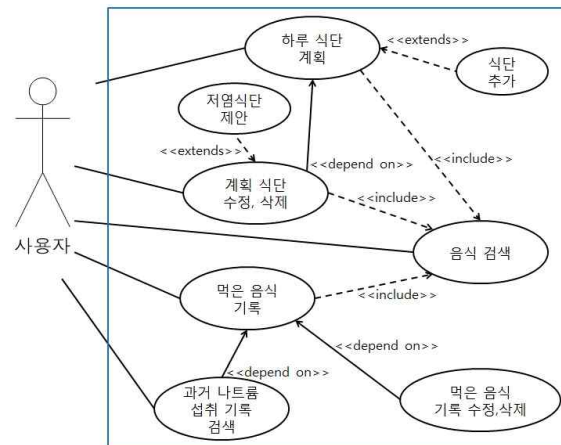 하루 식단
계획
<<extends>>
식단
추가
저염식단
제안
<<extends>>
<<depend on>>
<<include>>
계획 식단
수정, 삭제
<<include>>
사용자
음식 검색
먹은 음식
기록
<<include>>
<<depend on>>
<<depend on>>
과거 나트륨
섭취 기록
검색
먹은 음식
기록 수정,삭제